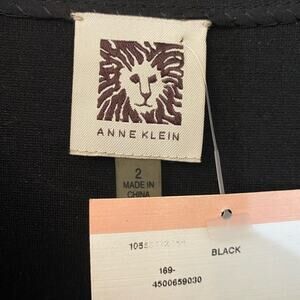 ANNE KLEIN
2
MADE IN
CHINA
BLACK
169-
4500659030